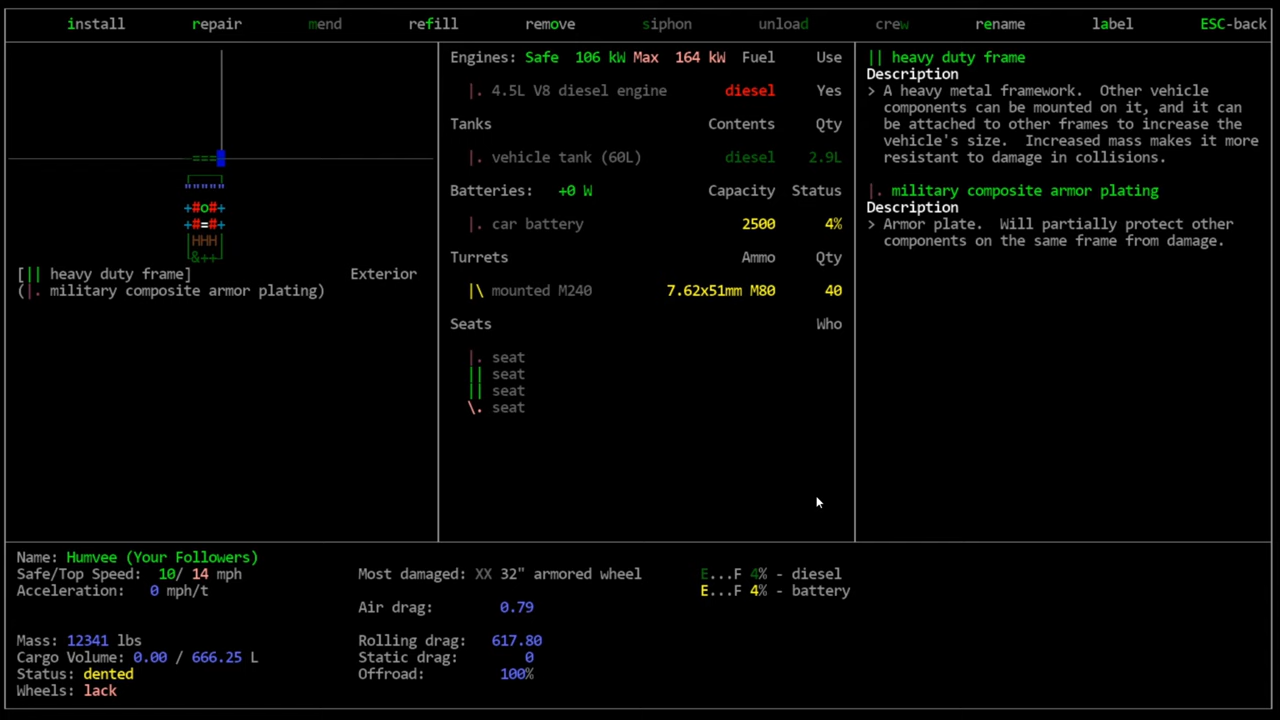 install repair mend refill remove siphon unload crew rename label ESC-back
Engines: Safe 106 kW Max 164 kW Fuel Use
|. 4.5L V8 diesel engine diesel Yes
Tanks Contents Qty
|. vehicle tank (60L) diesel 2.9L
Batteries: +0 W Capacity Status
|. car battery 2500 4%
Turrets Ammo Qty
|\ mounted M240 7.62x51mm M80 40
Seats Who
|. seat
|| seat
|| seat
\. seat
|| heavy duty frame
Description
> A heavy metal framework. Other vehicle
components can be mounted on it, and it can
be attached to other frames to increase the
vehicle's size. Increased mass makes it more
resistant to damage in collisions.
|. military composite armor plating
Description
> Armor plate. Will partially protect other
components on the same frame from damage.
===
"""""
+#o#+
+#=#+
|HHH|
|&++|
[|| heavy duty frame] Exterior
(|. military composite armor plating)
Name: Humvee (Your Followers)
Safe/Top Speed: 10/ 14 mph
Acceleration: 0 mph/t
Mass: 12341 lbs
Cargo Volume: 0.00 / 666.25 L
Status: dented
Wheels: lack
Most damaged: XX 32" armored wheel
Air drag: 0.79
Rolling drag: 617.80
Static drag: 0
Offroad: 100%
E...F 4% - diesel
E...F 4% - battery